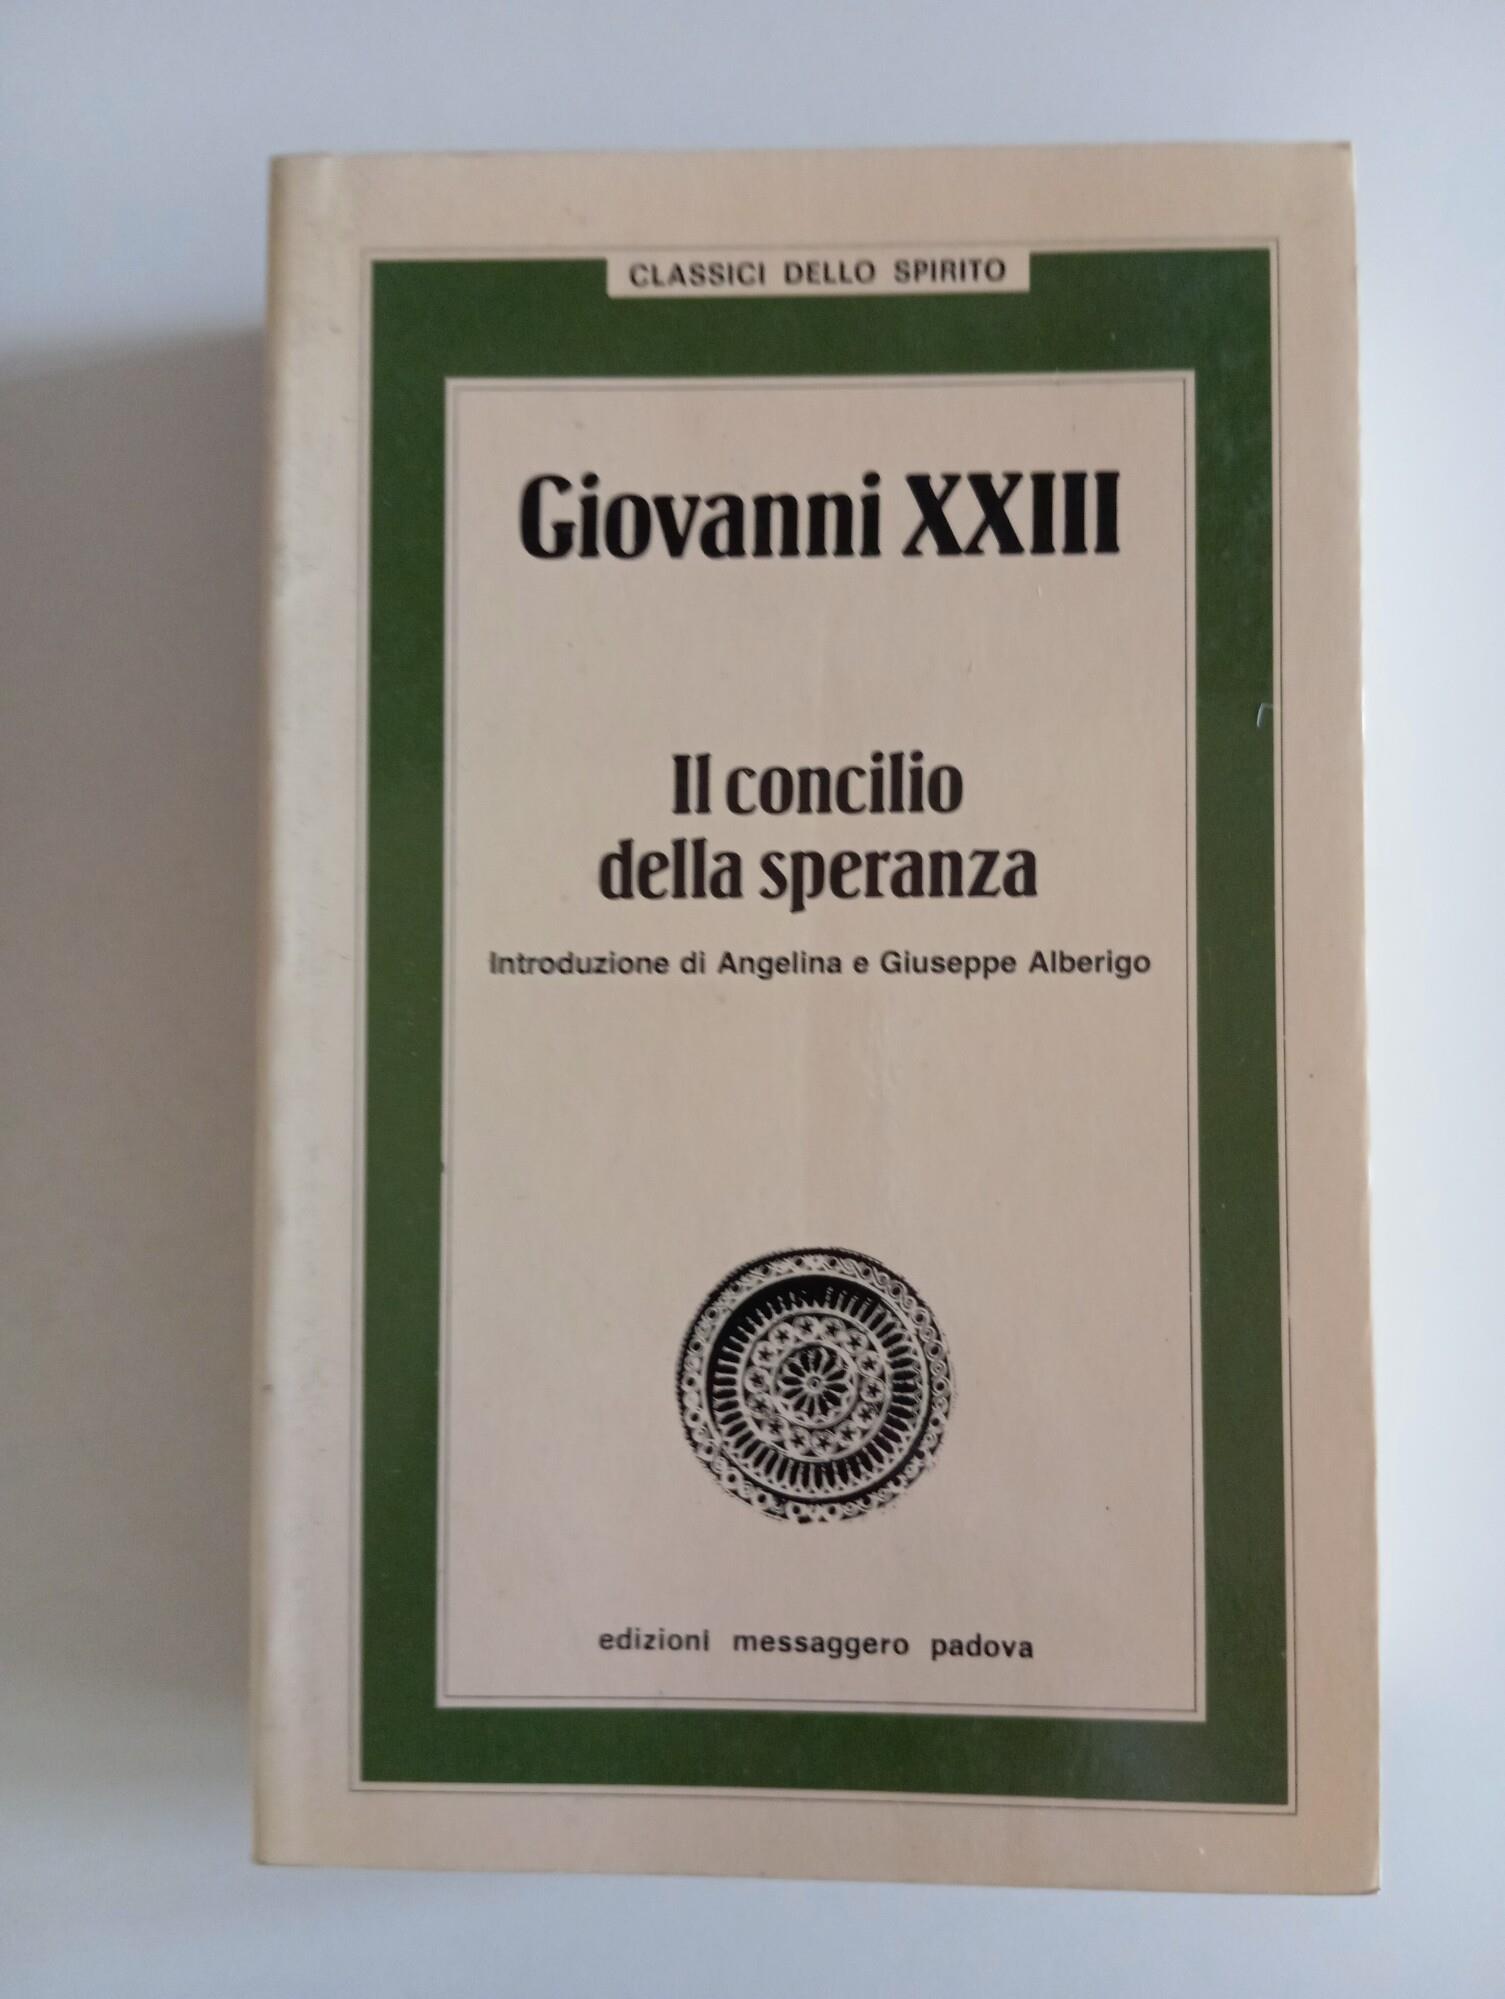 CLASSICI DELLO SPIRITO
Giovanni XXIII
Il concilio
della speranza
Introduzione di Angelina e Giuseppe Alberigo
edizioni messaggero padova